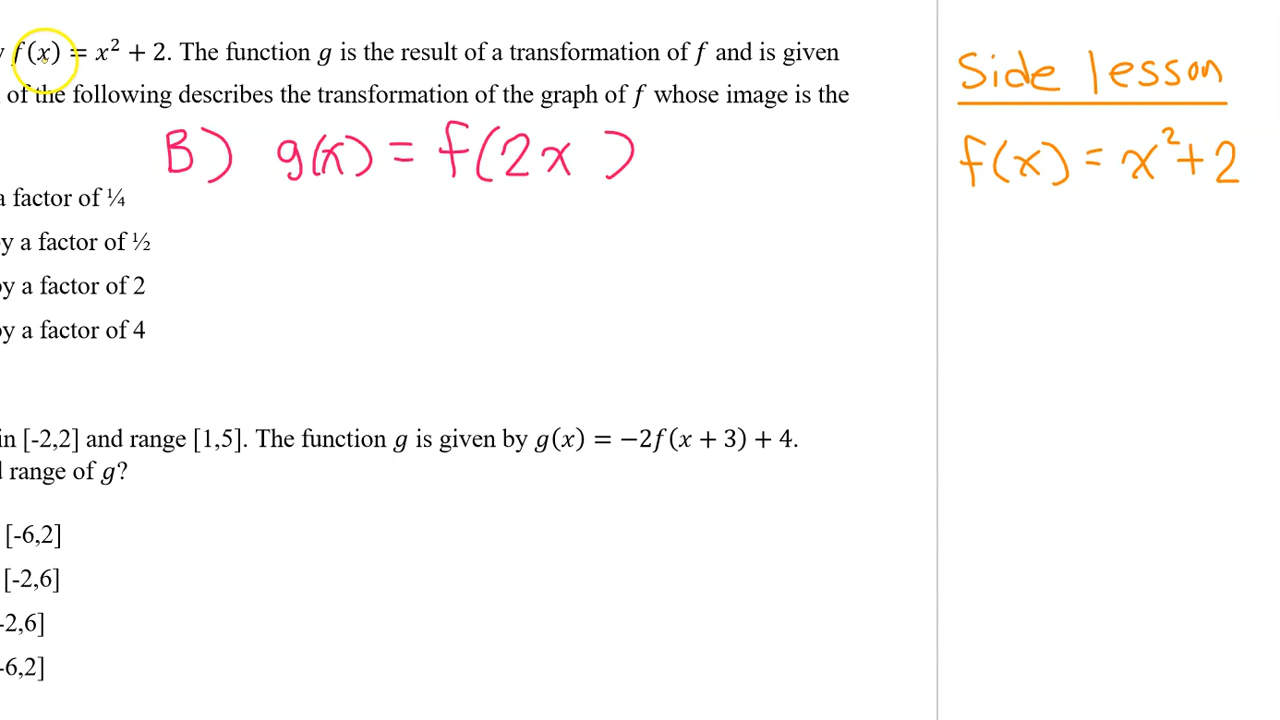 f(x) = x² + 2. The function g is the result of a transformation of f and is given
of the following describes the transformation of the graph of f whose image is the
B) g(x) = f(2x )
a factor of ¼
y a factor of ½
y a factor of 2
y a factor of 4
in [-2,2] and range [1,5]. The function g is given by g(x) = −2f(x + 3) + 4.
range of g?
[-6,2]
[-2,6]
-2,6]
-6,2]
Side lesson
f(x) = x²+2